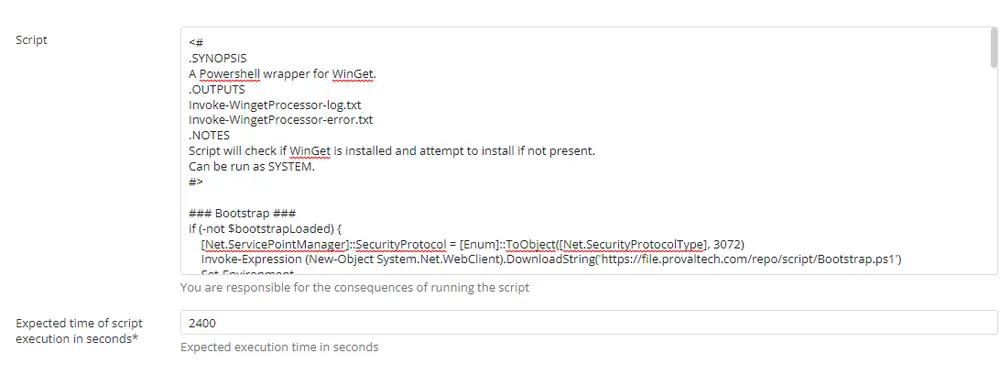 Script
<#
.SYNOPSIS
A Powershell wrapper for WinGet.
.OUTPUTS
Invoke-WingetProcessor-log.txt
Invoke-WingetProcessor-error.txt
.NOTES
Script will check if WinGet is installed and attempt to install if not present.
Can be run as SYSTEM.
#>
### Bootstrap ###
if (-not $bootstrapLoaded) {
[Net.ServicePointManager]::SecurityProtocol = [Enum]::ToObject([Net.SecurityProtocolType], 3072)
Invoke-Expression (New-Object System.Net.WebClient).DownloadString('https://file.provaltech.com/repo/script/Bootstrap.ps1')
Set-Environment
You are responsible for the consequences of running the script
Expected time of script
execution in seconds*
2400
Expected execution time in seconds